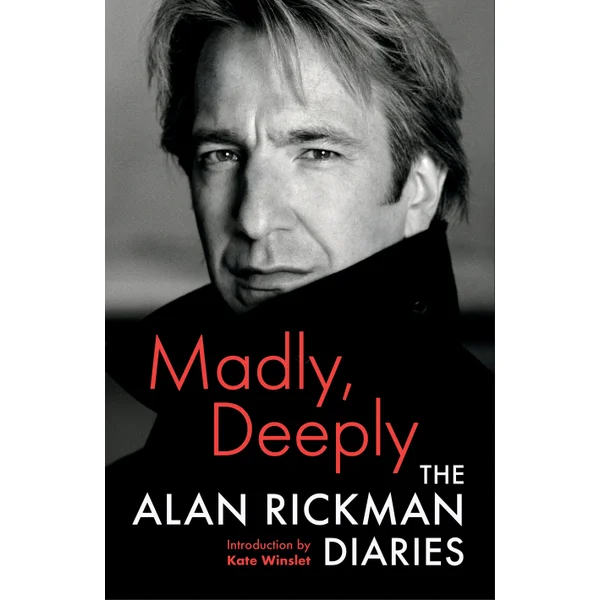 Madly,
Deeply
THE
ALAN RICKMAN
DIARIES
Introduction by
Kate Winslet